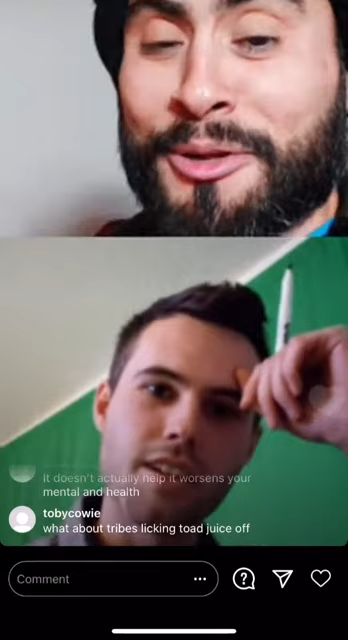 It doesn't actually help it worsens your
mental and health
tobycowie
what about tribes licking toad juice off
Comment